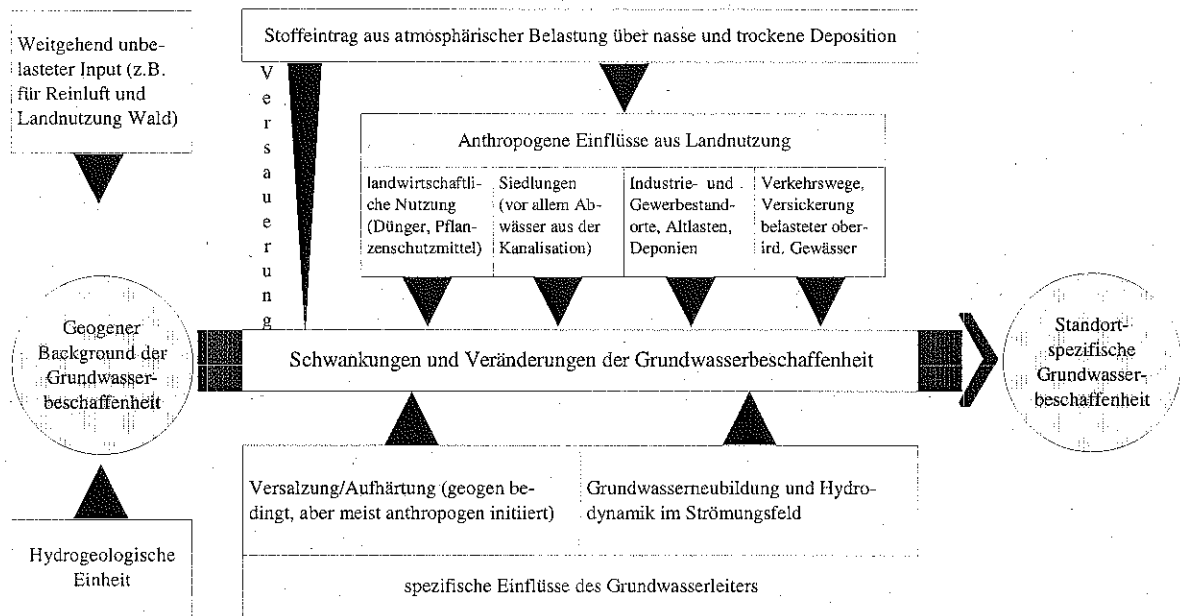 Weitgehend unbe-
lasteter Input (z.B.
für Reinluft und
Landnutzung Wald)
Stoffeintrag aus atmosphärischer Belastung über nasse und trockene Deposition
Versauerung
Anthropogene Einflüsse aus Landnutzung
landwirtschaftli-
che Nutzung
(Dünger, Pflan-
zenschutzmittel)
Siedlungen
(vor allem Ab-
wässer aus der
Kanalisation)
Industrie- und
Gewerbestand-
orte, Altlasten,
Deponien
Verkehrswege,
Versickerung
belasteter ober-
ird. Gewässer
Geogener
Background der
Grundwasser-
beschaffenheit
Schwankungen und Veränderungen der Grundwasserbeschaffenheit
Standort-
spezifische
Grundwasser-
beschaffenheit
Versalzung/Aufhärtung (geogen be-
dingt, aber meist anthropogen initiiert)
Grundwasserneubildung und Hydro-
dynamik im Strömungsfeld
Hydrogeologische
Einheit
spezifische Einflüsse des Grundwasserleiters